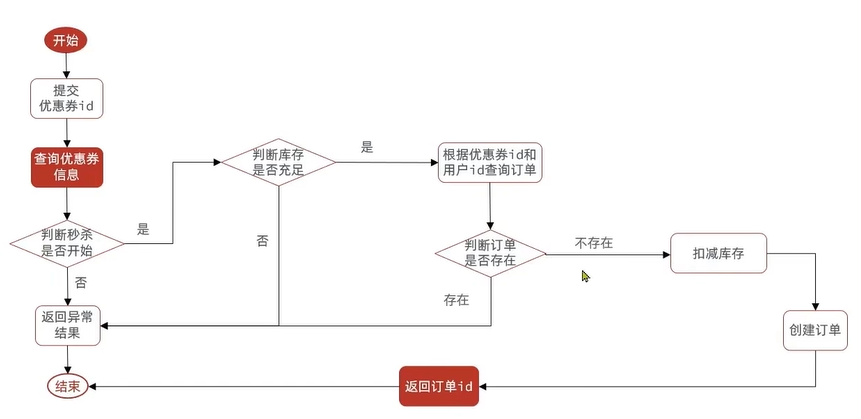 开始
提交
优惠券id
查询优惠券
信息
判断秒杀
是否开始
是
否
返回异常
结果
结束
判断库存
是否充足
是
否
根据优惠券id和
用户id查询订单
判断订单
是否存在
不存在
存在
扣减库存
创建订单
返回订单id